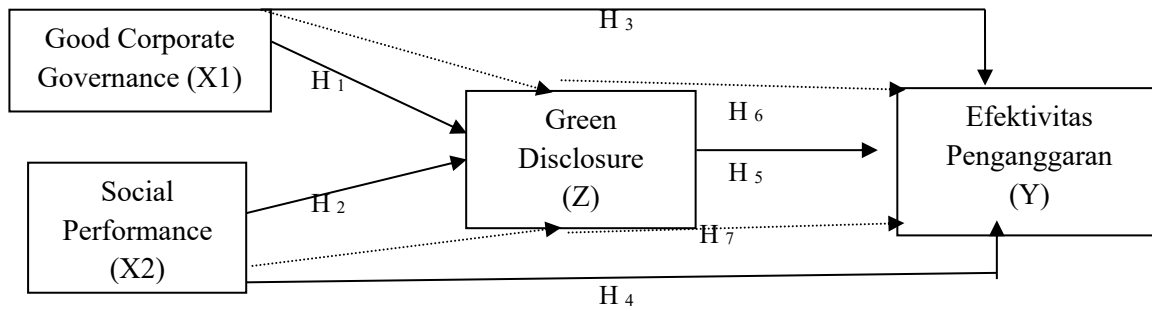 H 3
Good Corporate
Governance (X1)
H 1
H 6
Green
Disclosure
(Z)
Efektivitas
Penganggaran
(Y)
H 5
Social
Performance
(X2)
H 2
H 7
H 4